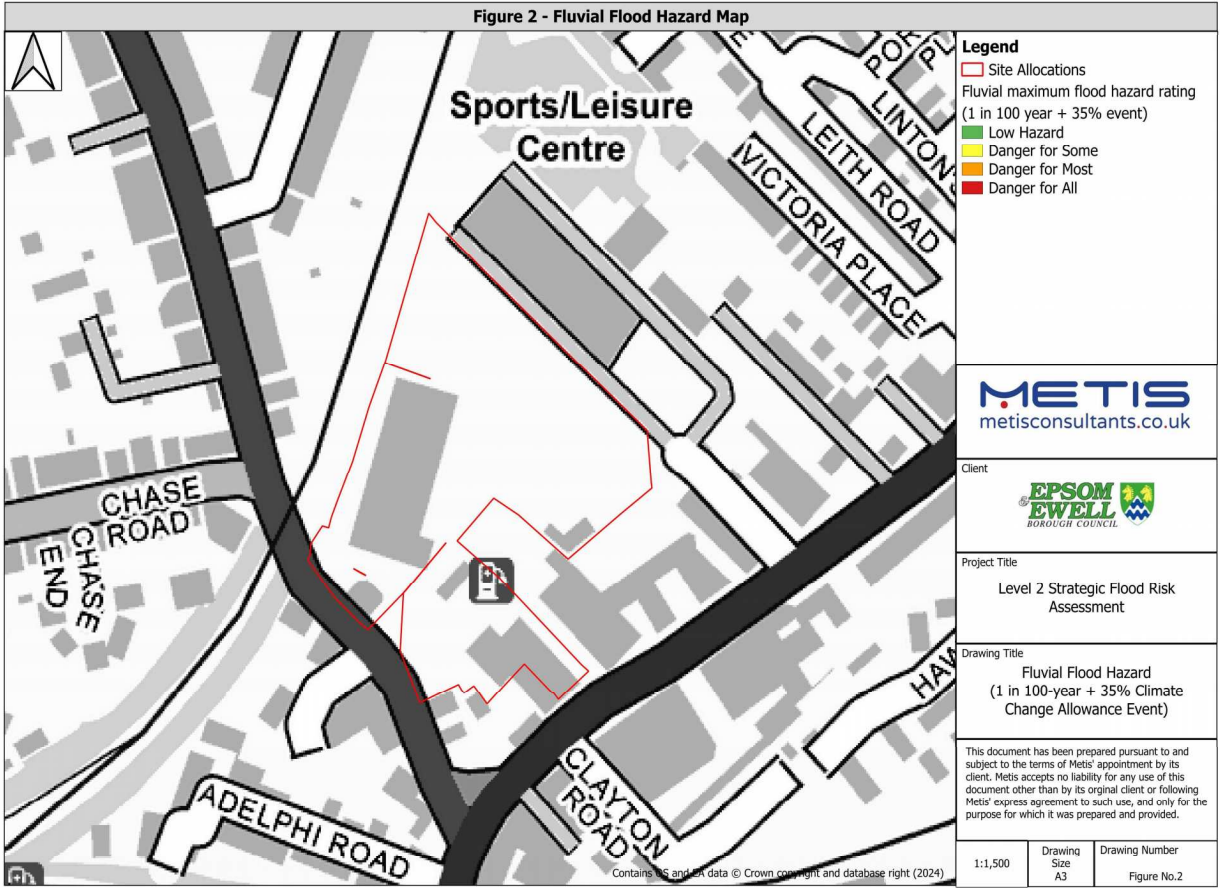 Figure 2 - Fluvial Flood Hazard Map
Sports/Leisure
Centre
LEITH ROAD
VICTORIA PLACE
CHASE
ROAD
CHASE
END
ADELPHI ROAD
CLAYTON
ROAD
HAW
Contains OS and EA data © Crown copyright and database right (2024)
Legend
Site Allocations
Fluvial maximum flood hazard rating
(1 in 100 year + 35% event)
Low Hazard
Danger for Some
Danger for Most
Danger for All
METIS
metisconsultants.co.uk
Client
EPSOM
& EWELL
BOROUGH COUNCIL
Project Title
Level 2 Strategic Flood Risk
Assessment
Drawing Title
Fluvial Flood Hazard
(1 in 100-year + 35% Climate
Change Allowance Event)
This document has been prepared pursuant to and
subject to the terms of Metis' appointment by its
client. Metis accepts no liability for any use of this
document other than by its orginal client or following
Metis' express agreement to such use, and only for the
purpose for which it was prepared and provided.
1:1,500
Drawing
Size
A3
Drawing Number
Figure No.2